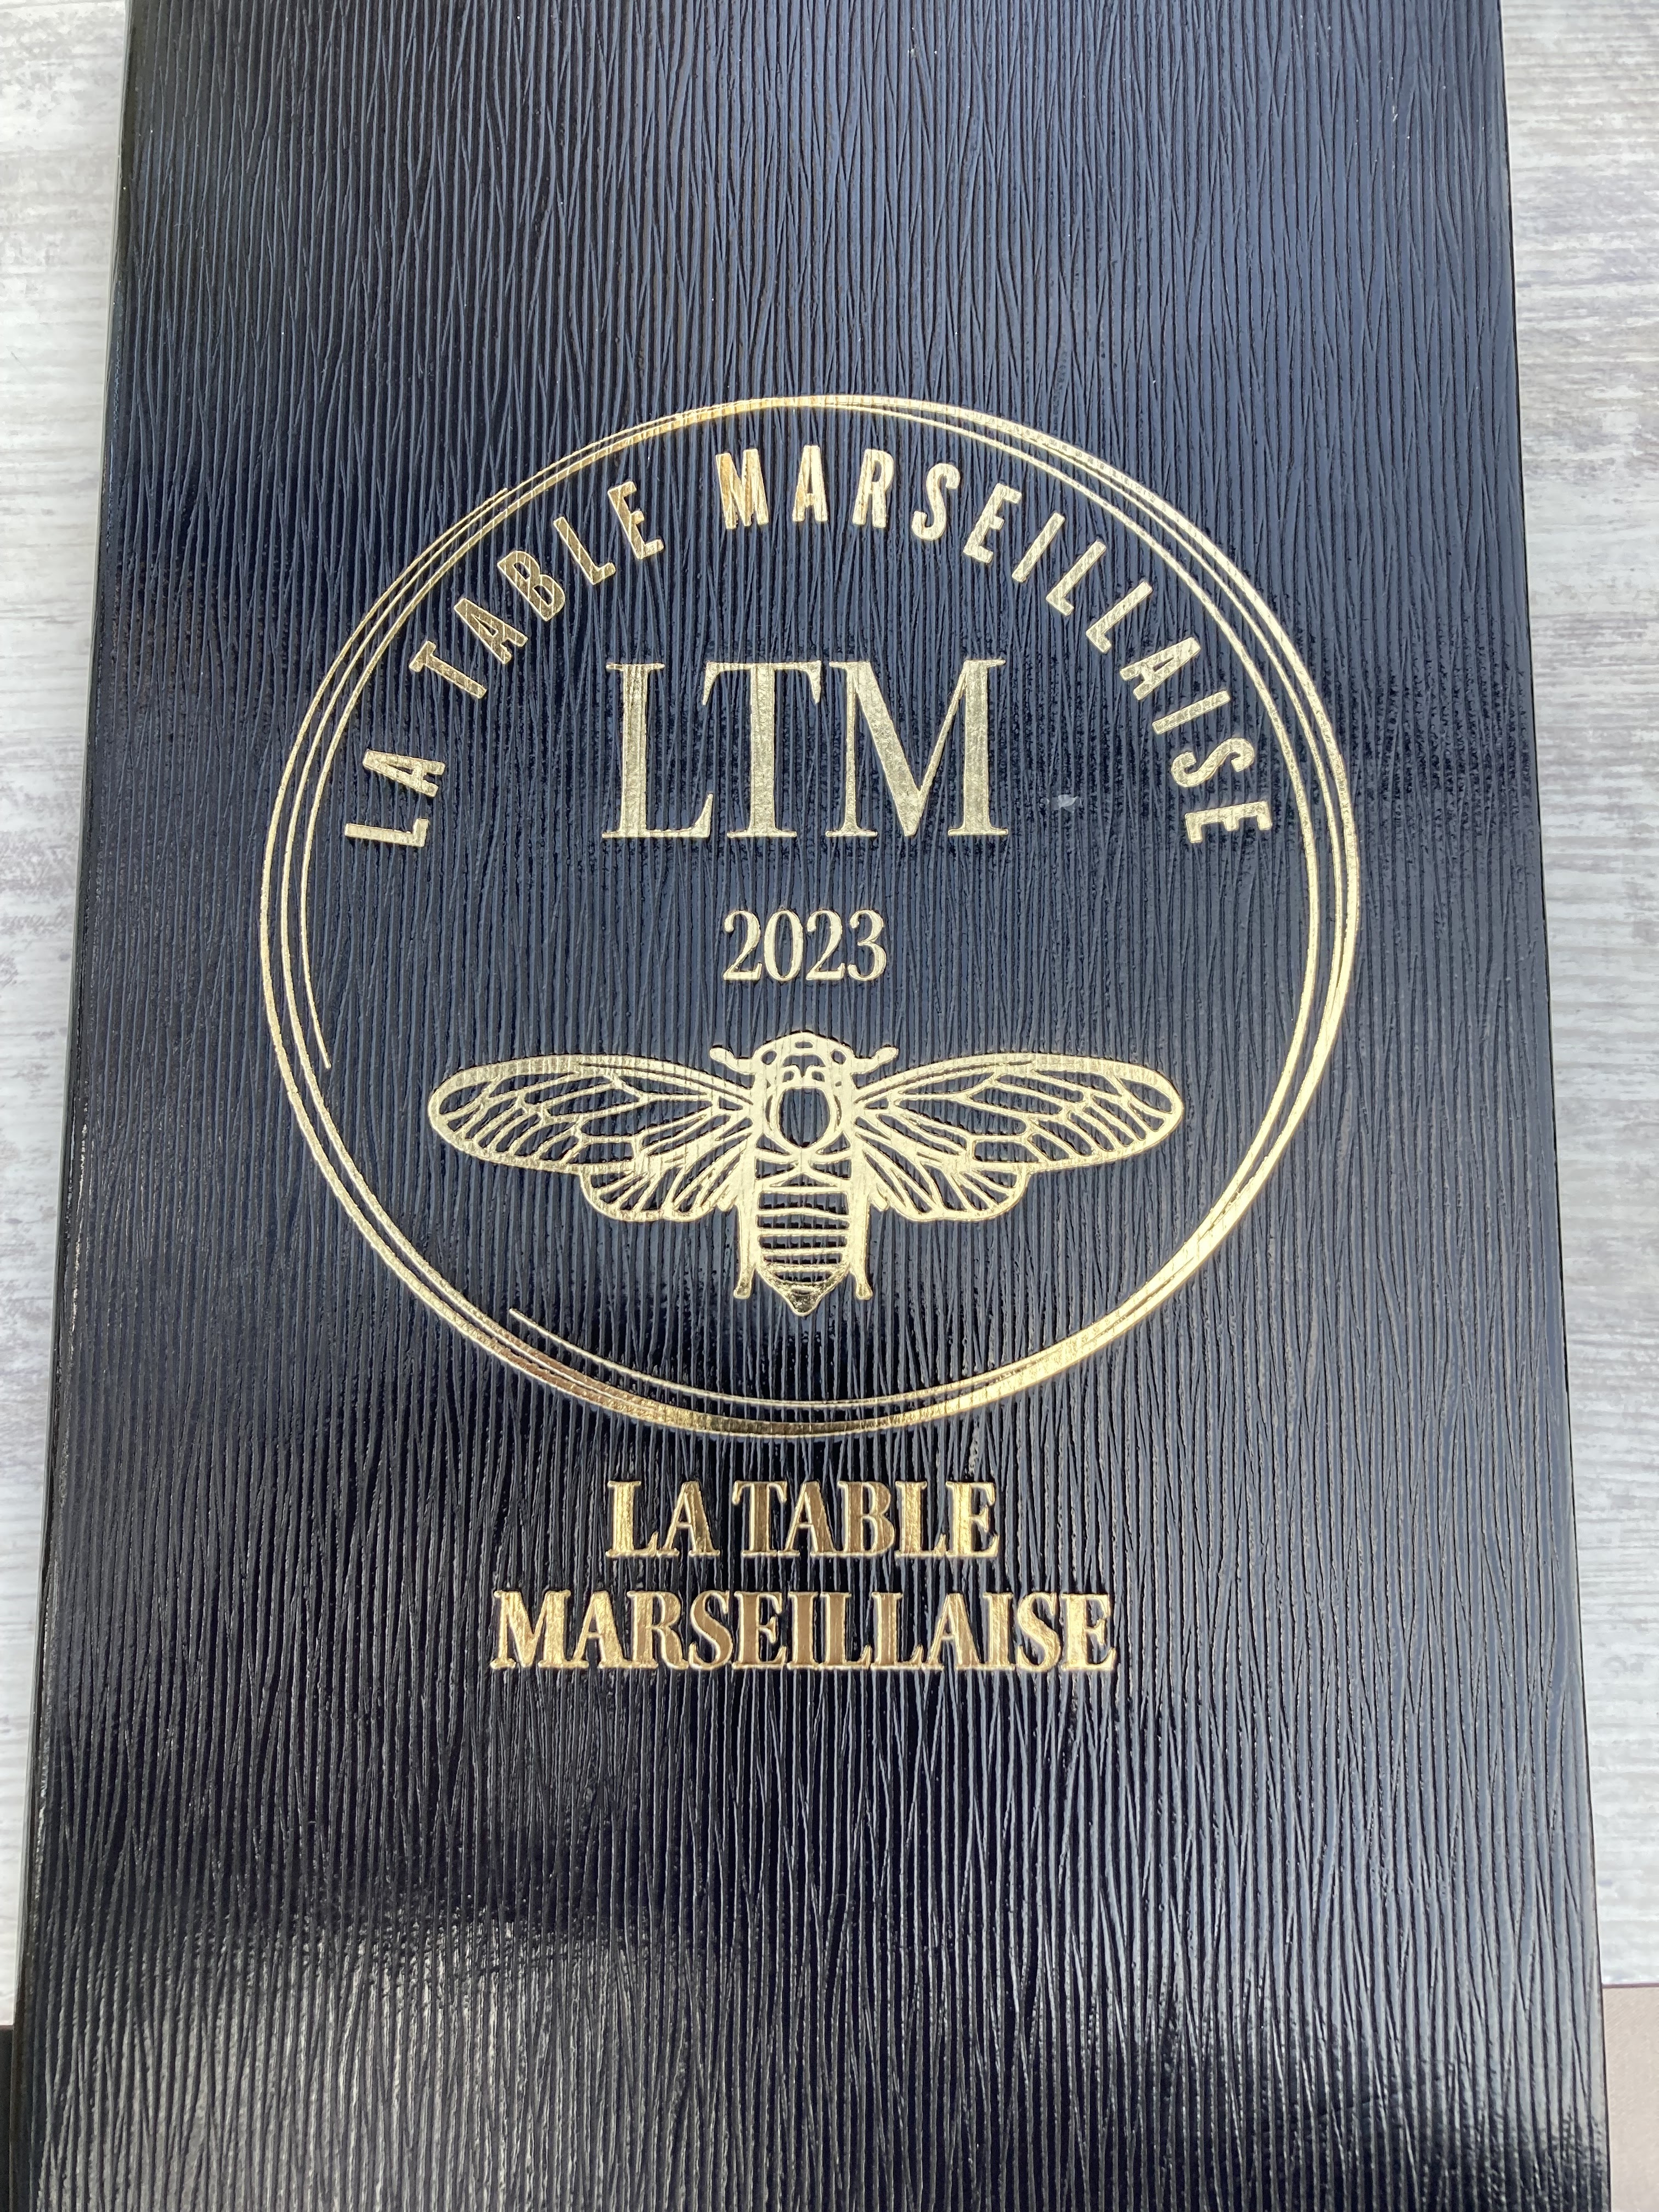 LA TABLE MARSEILLAISE
LTM
2023
LA TABLE
MARSEILLAISE